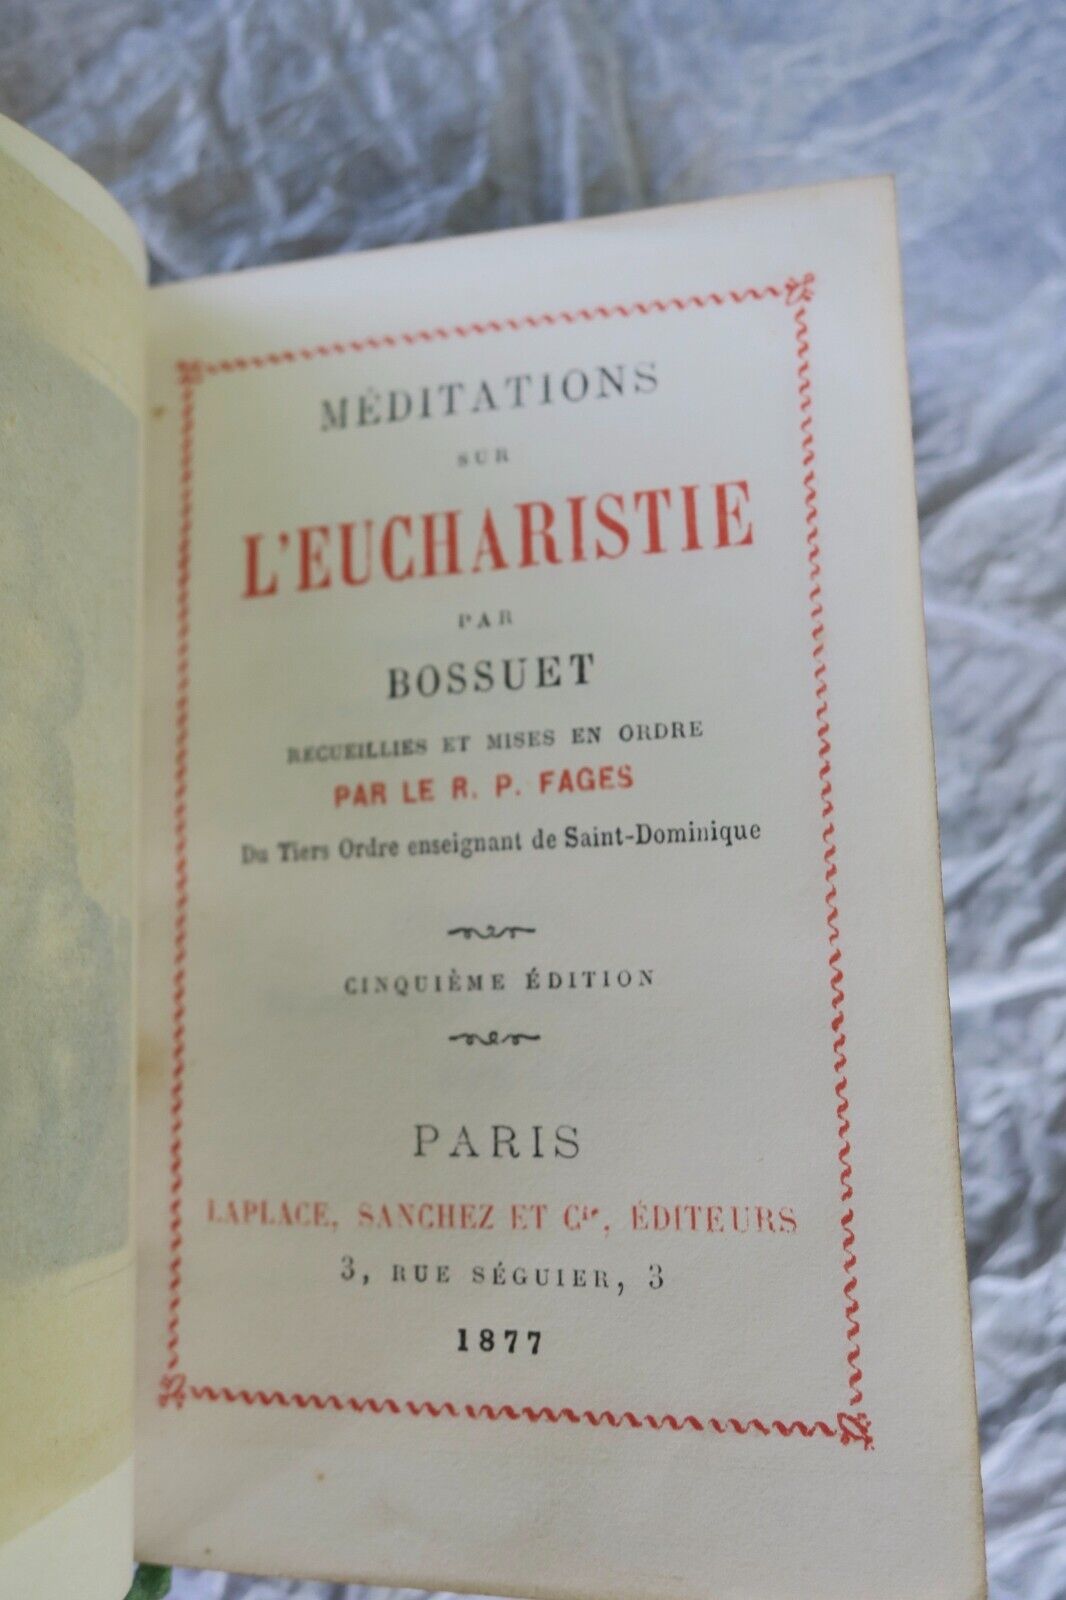 MÉDITATIONS
SUR
L'EUCHARISTIE
PAR
BOSSUET
RECUEILLIES ET MISES EN ORDRE
PAR LE R. P. FAGES
Du Tiers Ordre enseignant de Saint-Dominique
CINQUIÈME ÉDITION
PARIS
LAPLACE, SANCHEZ ET Cie, ÉDITEURS
3, RUE SÉGUIER, 3
1877